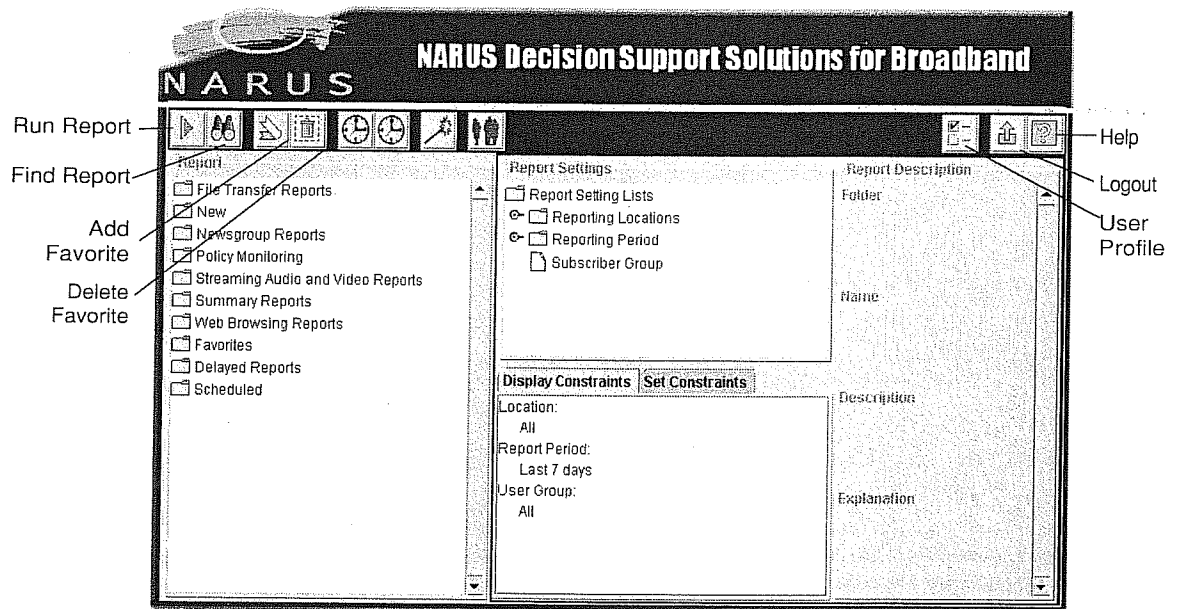 NARUS
NARUS Decision Support Solutions for Broadband
Run Report
Find Report
Add
Favorite
Delete
Favorite
Help
Logout
User
Profile
Report
File Transfer Reports
New
Newsgroup Reports
Policy Monitoring
Streaming Audio and Video Reports
Summary Reports
Web Browsing Reports
Favorites
Delayed Reports
Scheduled
Report Settings
Report Setting Lists
Reporting Locations
Reporting Period
Subscriber Group
Display Constraints
Set Constraints
Location:
All
Report Period:
Last 7 days
User Group:
All
Report Description
Folder
Name
Description
Explanation